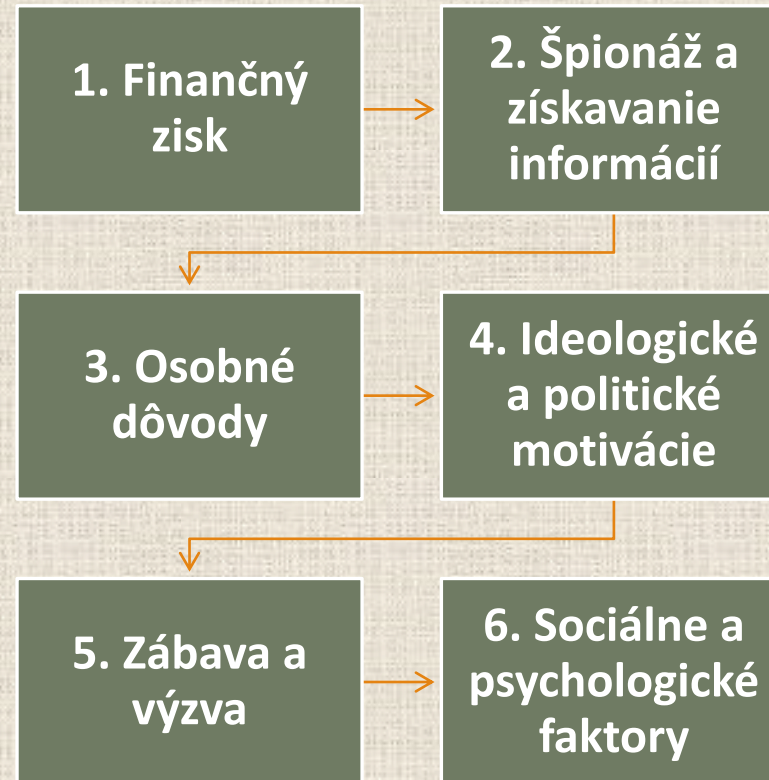 1. Finančný
zisk
2. Špionáž a
získavanie
informácií
3. Osobné
dôvody
4. Ideologické
a politické
motivácie
5. Zábava a
výzva
6. Sociálne a
psychologické
faktory